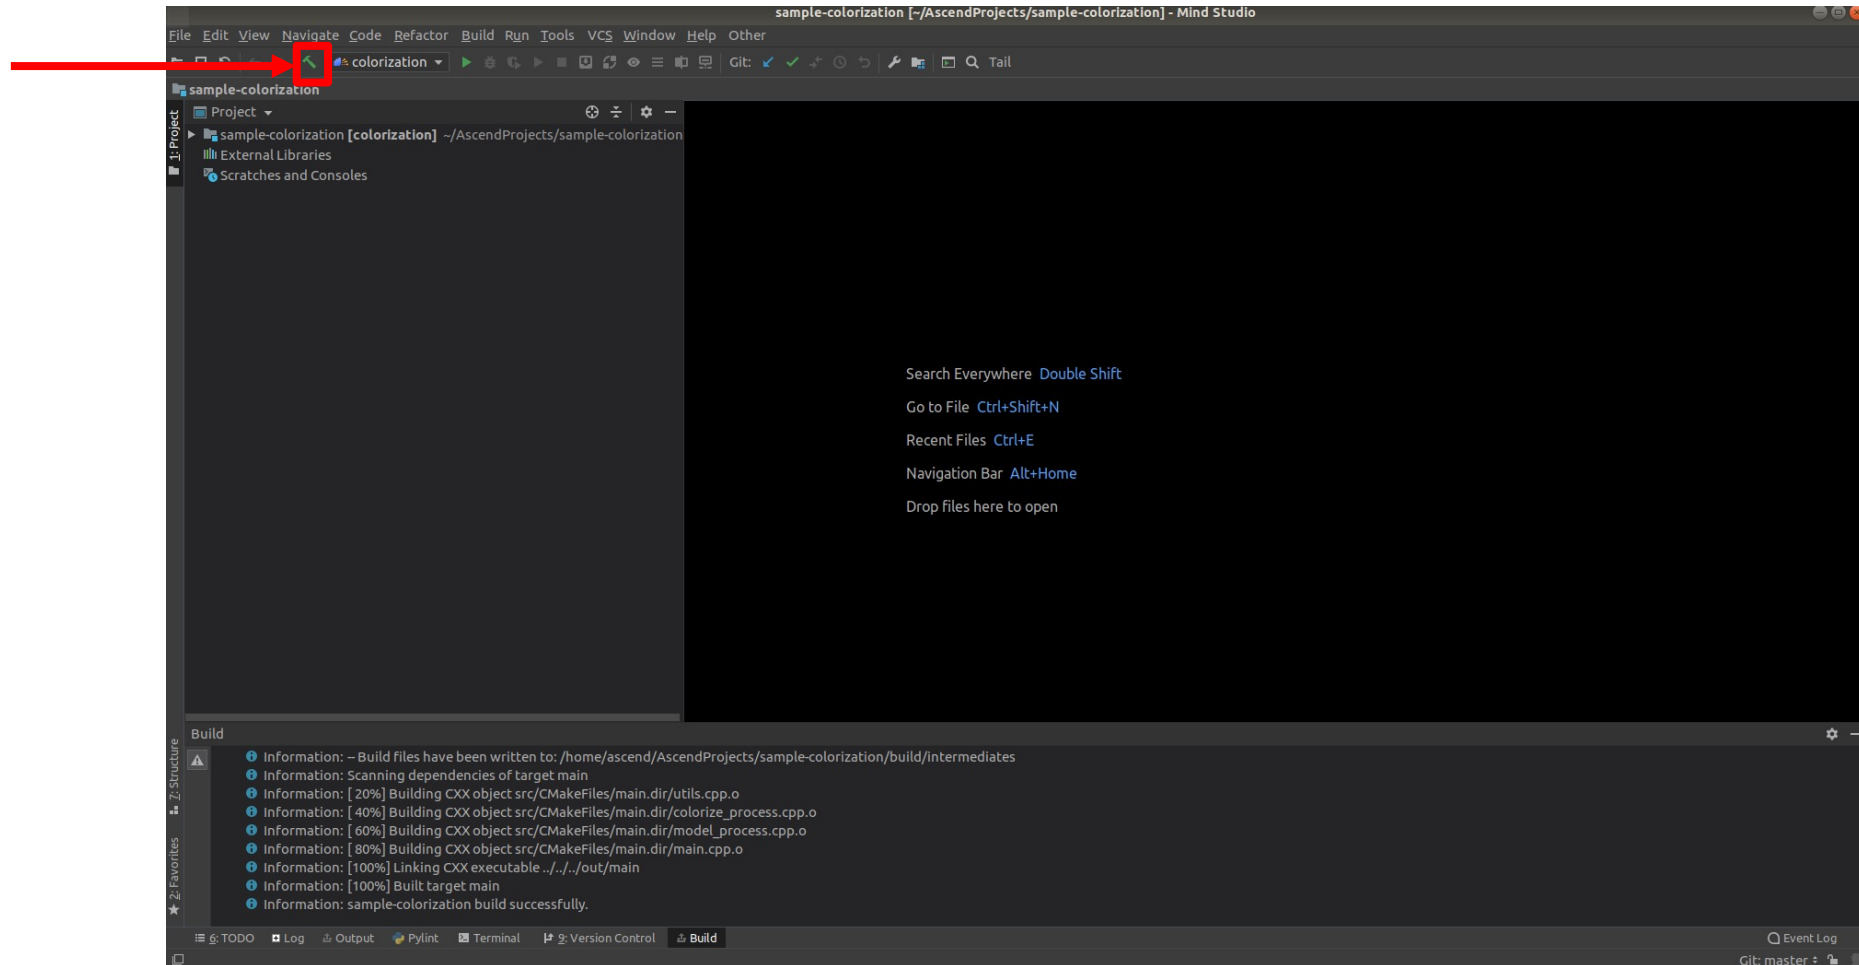 sample-colorization [~/AscendProjects/sample-colorization] - Mind Studio
File Edit View Navigate Code Refactor Build Run Tools VCS Window Help Other
colorization Git: Tail
sample-colorization
Project
1: Project
sample-colorization [colorization] ~/AscendProjects/sample-colorization
External Libraries
Scratches and Consoles
Search Everywhere Double Shift
Go to File Ctrl+Shift+N
Recent Files Ctrl+E
Navigation Bar Alt+Home
Drop files here to open
Build
7: Structure
2: Favorites
Information: -- Build files have been written to: /home/ascend/AscendProjects/sample-colorization/build/intermediates
Information: Scanning dependencies of target main
Information: [ 20%] Building CXX object src/CMakeFiles/main.dir/utils.cpp.o
Information: [ 40%] Building CXX object src/CMakeFiles/main.dir/colorize_process.cpp.o
Information: [ 60%] Building CXX object src/CMakeFiles/main.dir/model_process.cpp.o
Information: [ 80%] Building CXX object src/CMakeFiles/main.dir/main.cpp.o
Information: [100%] Linking CXX executable ../../../out/main
Information: [100%] Built target main
Information: sample-colorization build successfully.
6: TODO Log Output Pylint Terminal 9: Version Control Build Event Log
Git: master